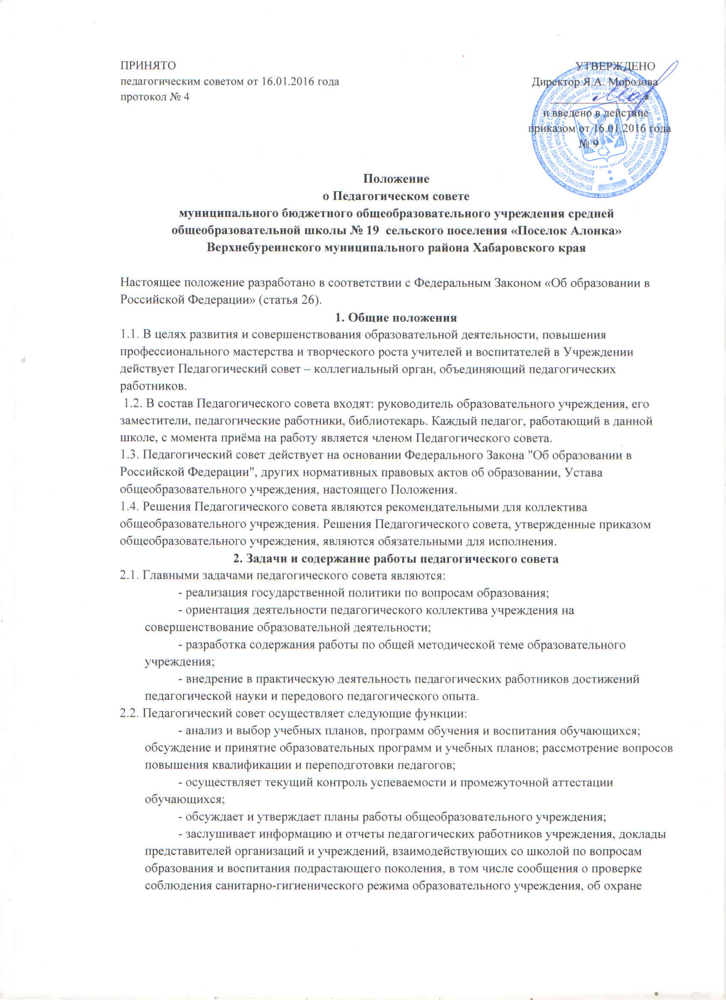 ПРИНЯТО
УТВЕРЖДЕНО
педагогическим советом от 16.01.2016 года
Директор Я.А. Морозова
протокол № 4
и введено в действие
приказом от 16.01.2016 года
№ 9
Положение
о Педагогическом совете
муниципального бюджетного общеобразовательного учреждения средней
общеобразовательной школы № 19 сельского поселения «Поселок Алонка»
Верхнебуреинского муниципального района Хабаровского края
Настоящее положение разработано в соответствии с Федеральным Законом «Об образовании в
Российской Федерации» (статья 26).
1. Общие положения
1.1. В целях развития и совершенствования образовательной деятельности, повышения
профессионального мастерства и творческого роста учителей и воспитателей в Учреждении
действует Педагогический совет – коллегиальный орган, объединяющий педагогических
работников.
1.2. В состав Педагогического совета входят: руководитель образовательного учреждения, его
заместители, педагогические работники, библиотекарь. Каждый педагог, работающий в данной
школе, с момента приёма на работу является членом Педагогического совета.
1.3. Педагогический совет действует на основании Федерального Закона "Об образовании в
Российской Федерации", других нормативных правовых актов об образовании, Устава
общеобразовательного учреждения, настоящего Положения.
1.4. Решения Педагогического совета являются рекомендательными для коллектива
общеобразовательного учреждения. Решения Педагогического совета, утвержденные приказом
общеобразовательного учреждения, являются обязательными для исполнения.
2. Задачи и содержание работы педагогического совета
2.1. Главными задачами педагогического совета являются:
- реализация государственной политики по вопросам образования;
- ориентация деятельности педагогического коллектива учреждения на
совершенствование образовательной деятельности;
- разработка содержания работы по общей методической теме образовательного
учреждения;
- внедрение в практическую деятельность педагогических работников достижений
педагогической науки и передового педагогического опыта.
2.2. Педагогический совет осуществляет следующие функции:
- анализ и выбор учебных планов, программ обучения и воспитания обучающихся;
обсуждение и принятие образовательных программ и учебных планов; рассмотрение вопросов
повышения квалификации и переподготовки педагогов;
- осуществляет текущий контроль успеваемости и промежуточной аттестации
обучающихся;
- обсуждает и утверждает планы работы общеобразовательного учреждения;
- заслушивает информацию и отчеты педагогических работников учреждения, доклады
представителей организаций и учреждений, взаимодействующих со школой по вопросам
образования и воспитания подрастающего поколения, в том числе сообщения о проверке
соблюдения санитарно-гигиенического режима образовательного учреждения, об охране